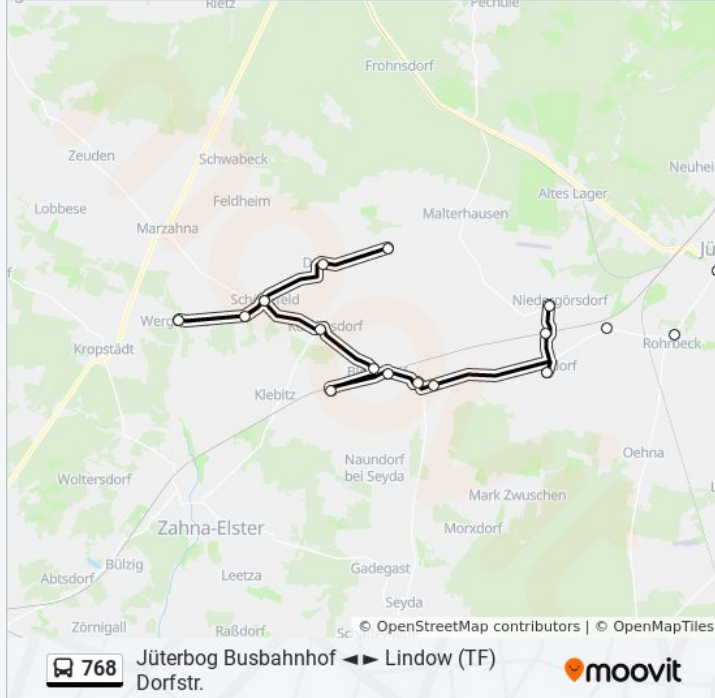 Rietz
Pechüle
Frohnsdorf
Zeuden
Schwabeck
Neuheim
Altes Lager
Feldheim
Lobbese
Malterhausen
Marzahna
Jü
Niedergörsdorf
Kropstädt
Rohrbeck
Klebitz
Oehna
Naundorf
bei Seyda
Woltersdorf
Mark Zwuschen
Zahna-Elster
Morxdorf
Bülzig
Abtsdorf
Leetza
Gadegast
Seyda
Zörnigall
Raßdorf
© OpenStreetMap contributors | © OpenMapTiles
768
Jüterbog Busbahnhof ◄► Lindow (TF)
Dorfstr.
moovit